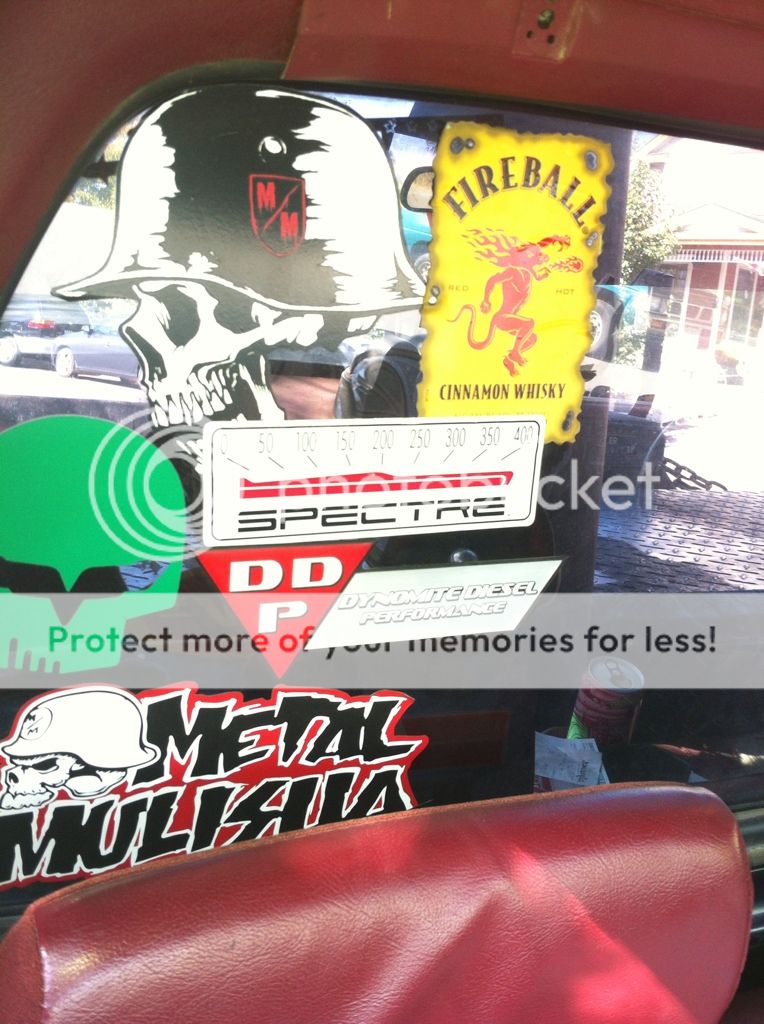 M
M
FIREBALL
RED HOT
CINNAMON WHISKY
0 50 100 150 200 250 300 350 400
SPECTRE
photobucket
DD
P
DYNOMITE DIESEL
PERFORMANCE
Protect more of your memories for less!
M
M
METAL
MULISHA